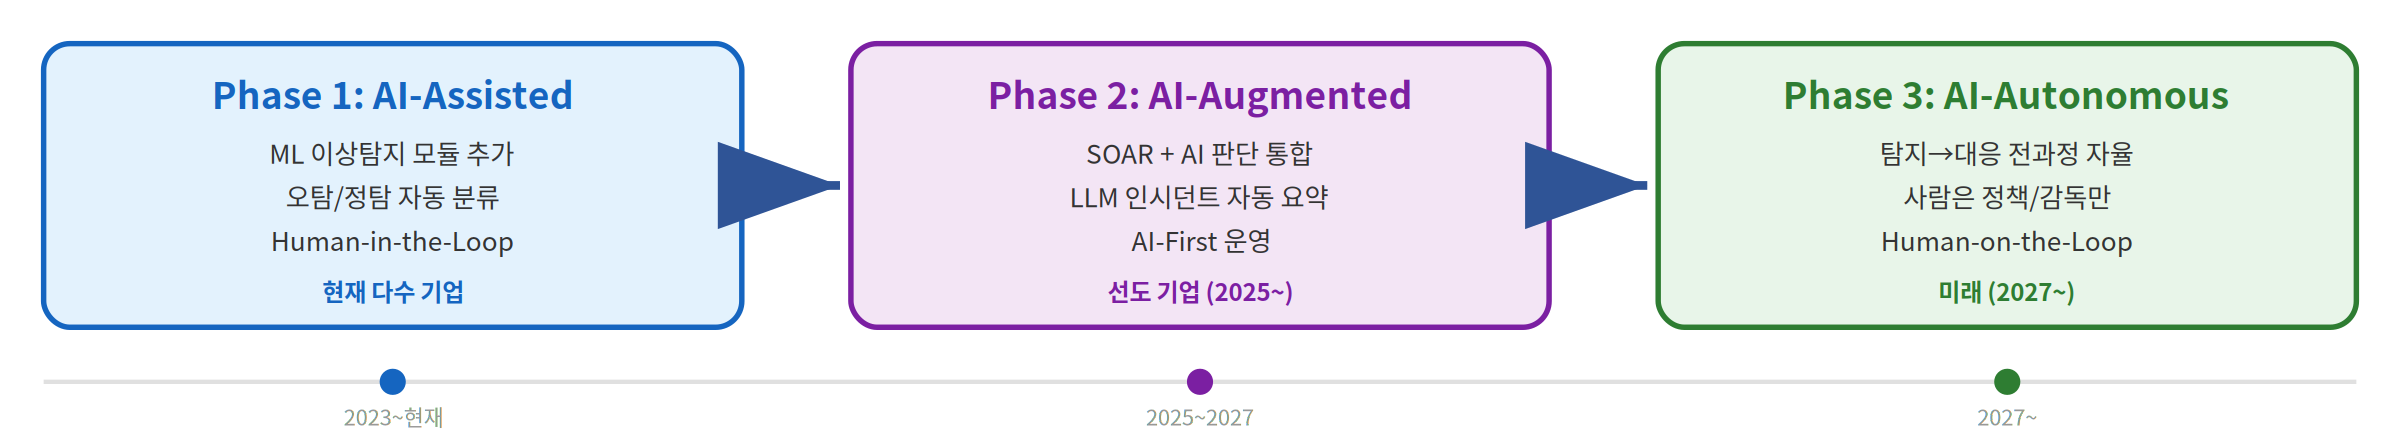 Phase 1: AI-Assisted
ML 이상탐지 모듈 추가
오탐/정탐 자동 분류
Human-in-the-Loop
현재 다수 기업
Phase 2: AI-Augmented
SOAR + AI 판단 통합
LLM 인시던트 자동 요약
AI-First 운영
선도 기업 (2025~)
Phase 3: AI-Autonomous
탐지→대응 전과정 자율
사람은 정책/감독만
Human-on-the-Loop
미래 (2027~)
2023~현재
2025~2027
2027~